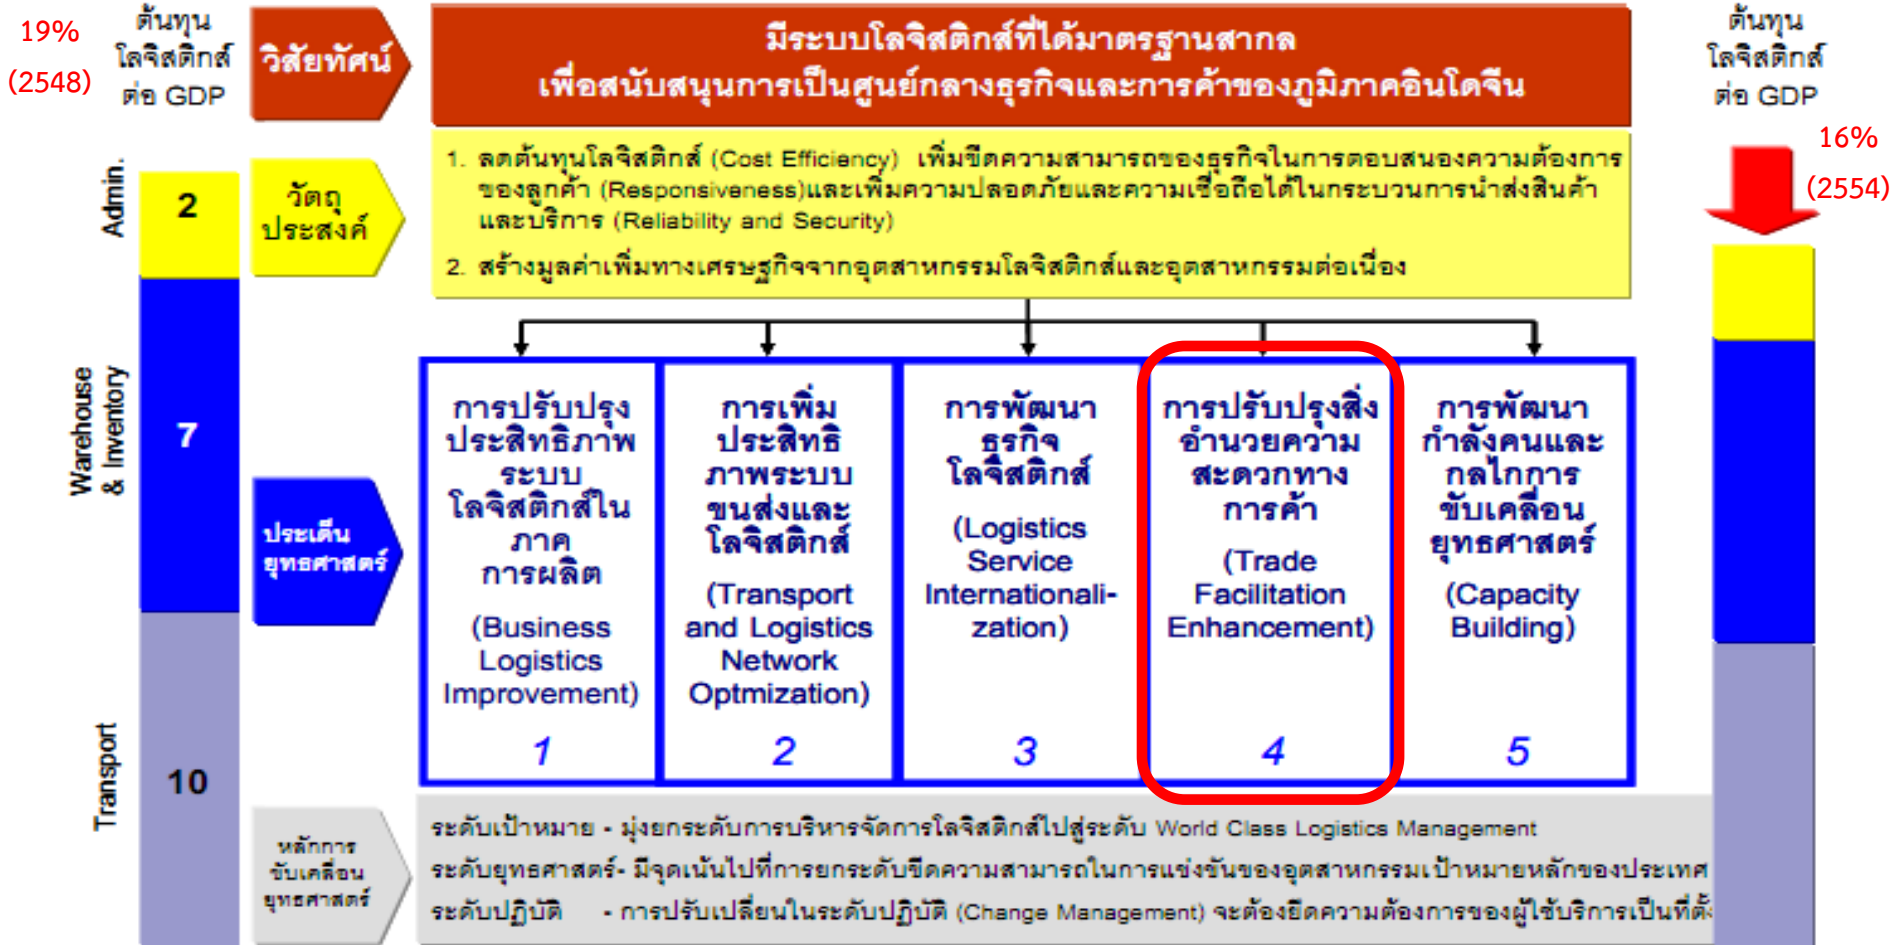 19%
(2548)
ต้นทุน
โลจิสติกส์
ต่อ GDP
วิสัยทัศน์
มีระบบโลจิสติกส์ที่ได้มาตรฐานสากล
เพื่อสนับสนุนการเป็นศูนย์กลางธุรกิจและการค้าของภูมิภาคอินโดจีน
ต้นทุน
โลจิสติกส์
ต่อ GDP
16%
(2554)
Admin.
2
วัตถุ
ประสงค์
1. ลดต้นทุนโลจิสติกส์ (Cost Efficiency) เพิ่มขีดความสามารถของธุรกิจในการตอบสนองความต้องการ
ของลูกค้า (Responsiveness)และเพิ่มความปลอดภัยและความเชื่อถือได้ในกระบวนการนำส่งสินค้า
และบริการ (Reliability and Security)
2. สร้างมูลค่าเพิ่มทางเศรษฐกิจจากอุตสาหกรรมโลจิสติกส์และอุตสาหกรรมต่อเนื่อง
Warehouse
& Inventory
7
ประเด็น
ยุทธศาสตร์
การปรับปรุง
ประสิทธิภาพ
ระบบ
โลจิสติกส์ใน
ภาค
การผลิต
(Business
Logistics
Improvement)
1
การเพิ่ม
ประสิทธิ
ภาพระบบ
ขนส่งและ
โลจิสติกส์
(Transport
and Logistics
Network
Optmization)
2
การพัฒนา
ธุรกิจ
โลจิสติกส์
(Logistics
Service
Internationali-
zation)
3
การปรับปรุงสิ่ง
อำนวยความ
สะดวกทาง
การค้า
(Trade
Facilitation
Enhancement)
4
การพัฒนา
กำลังคนและ
กลไกการ
ขับเคลื่อน
ยุทธศาสตร์
(Capacity
Building)
5
Transport
10
หลักการ
ขับเคลื่อน
ยุทธศาสตร์
ระดับเป้าหมาย - มุ่งยกระดับการบริหารจัดการโลจิสติกส์ไปสู่ระดับ World Class Logistics Management
ระดับยุทธศาสตร์- มีจุดเน้นไปที่การยกระดับขีดความสามารถในการแข่งขันของอุตสาหกรรมเป้าหมายหลักของประเทศ
ระดับปฏิบัติ - การปรับเปลี่ยนในระดับปฏิบัติ (Change Management) จะต้องยึดความต้องการของผู้ใช้บริการเป็นที่ตั้ง